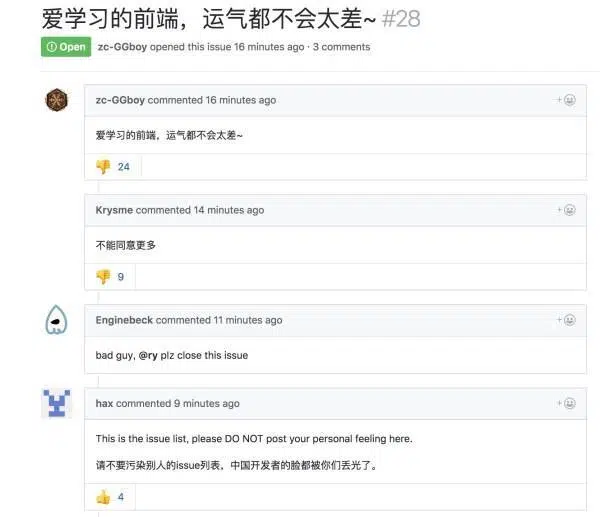 爱学习的前端，运气都不会太差~ #28
Open zc-GGboy opened this issue 16 minutes ago · 3 comments
zc-GGboy commented 16 minutes ago
爱学习的前端，运气都不会太差~
24
Krysme commented 14 minutes ago
不能同意更多
9
Enginebeck commented 11 minutes ago
bad guy, @ry plz close this issue
hax commented 9 minutes ago
This is the issue list, please DO NOT post your personal feeling here.
请不要污染别人的issue列表，中国开发者的脸都被你们丢光了。
4